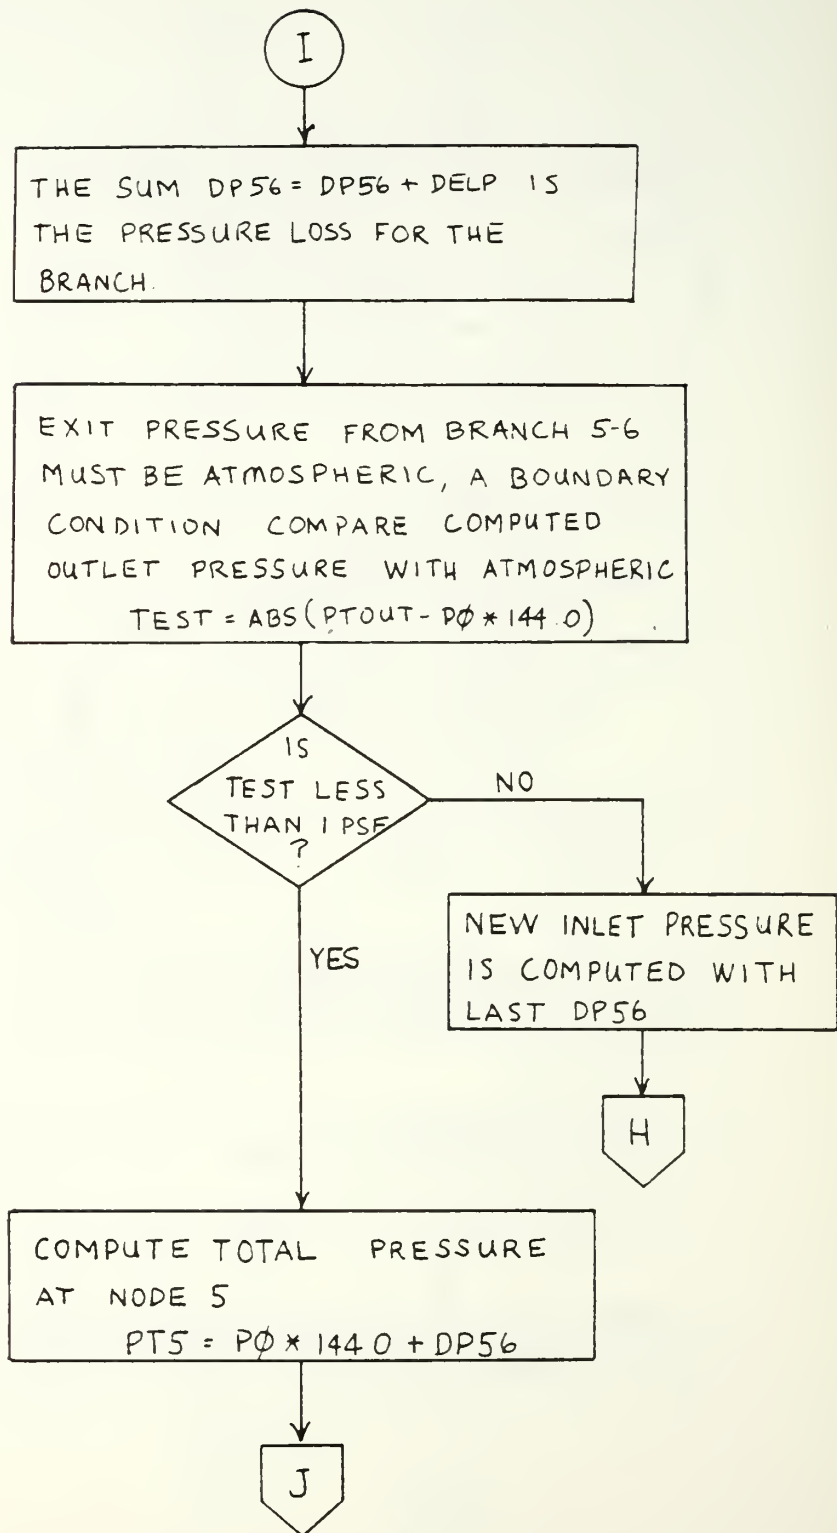 I
THE SUM DP56 = DP56 + DELP IS
THE PRESSURE LOSS FOR THE
BRANCH.
EXIT PRESSURE FROM BRANCH 5-6
MUST BE ATMOSPHERIC, A BOUNDARY
CONDITION COMPARE COMPUTED
OUTLET PRESSURE WITH ATMOSPHERIC
TEST = ABS(PTOUT - PØ * 144.0)
IS
TEST LESS
THAN 1 PSF
?
NO
YES
NEW INLET PRESSURE
IS COMPUTED WITH
LAST DP56
H
COMPUTE TOTAL PRESSURE
AT NODE 5
PT5 = PØ * 144 0 + DP56
J